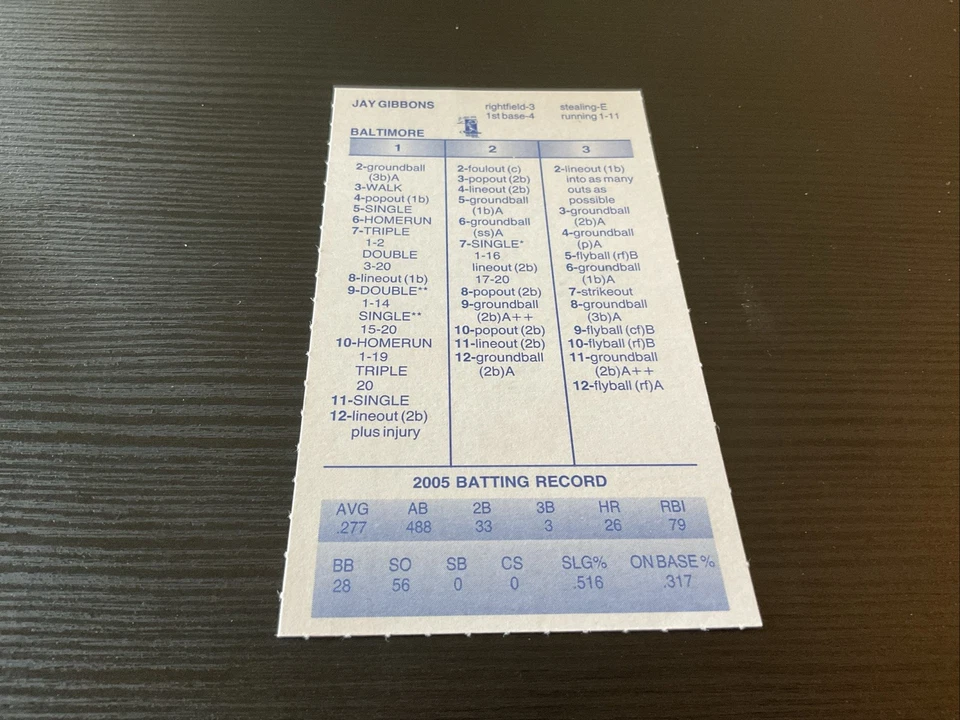 JAY GIBBONS
rightfield-3 stealing-E
1st base-4 running 1-11
BALTIMORE
1 2 3
2-groundball
(3b)A
3-WALK
4-popout (1b)
5-SINGLE
6-HOMERUN
7-TRIPLE
1-2
DOUBLE
3-20
8-lineout (1b)
9-DOUBLE**
1-14
SINGLE**
15-20
10-HOMERUN
1-19
TRIPLE
20
11-SINGLE
12-lineout (2b)
plus injury
2-foulout (c)
3-popout (2b)
4-lineout (2b)
5-groundball
(1b)A
6-groundball
(ss)A
7-SINGLE*
1-16
lineout (2b)
17-20
8-popout (2b)
9-groundball
(2b)A++
10-popout (2b)
11-lineout (2b)
12-groundball
(2b)A
2-lineout (1b)
into as many
outs as
possible
3-groundball
(2b)A
4-groundball
(p)A
5-flyball (rf)B
6-groundball
(1b)A
7-strikeout
8-groundball
(3b)A
9-flyball (cf)B
10-flyball (rf)B
11-groundball
(2b)A++
12-flyball (rf)A
2005 BATTING RECORD
AVG AB 2B 3B HR RBI
.277 488 33 3 26 79
BB SO SB CS SLG% ON BASE %
28 56 0 0 .516 .317